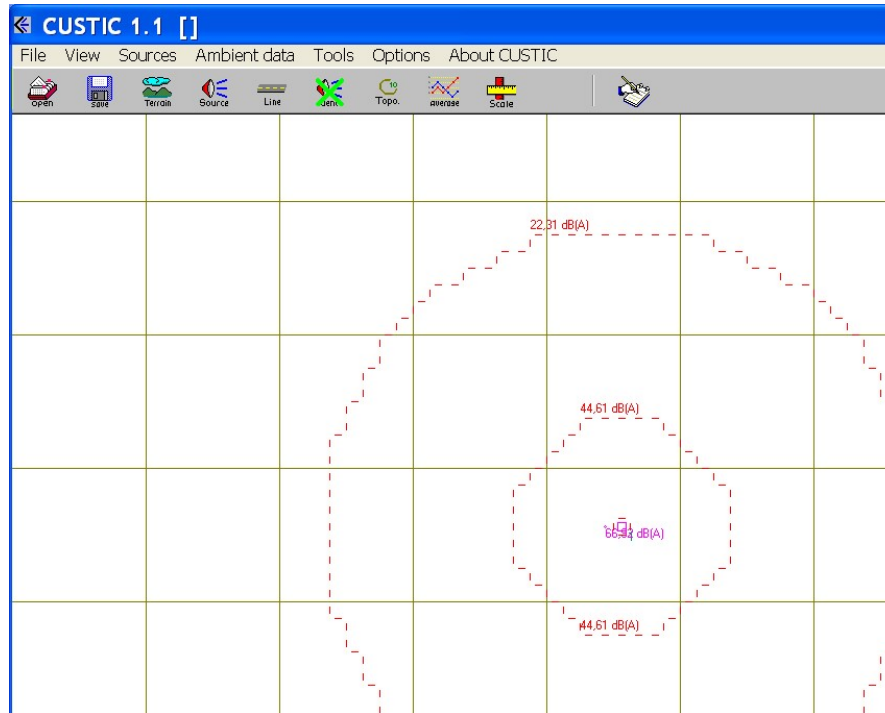 CUSTIC 1.1 []
File View Sources Ambient data Tools Options About CUSTIC
Open Save Terrain Source Line Topo. Average Scale
22,31 dB(A)
44,61 dB(A)
dB(A)
44,61 dB(A)